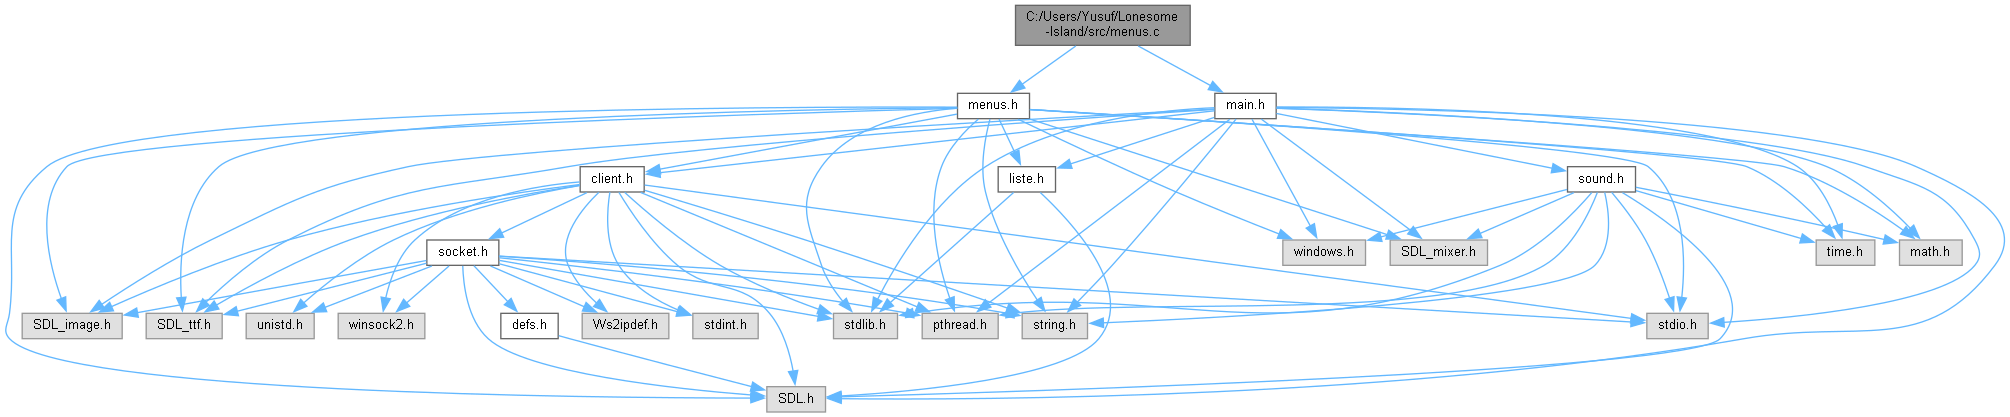 C:/Users/Yusuf/Lonesome
-Island/src/menus.c
menus.h
main.h
client.h
liste.h
sound.h
socket.h
windows.h
SDL_mixer.h
time.h
math.h
SDL_image.h
SDL_ttf.h
unistd.h
winsock2.h
defs.h
Ws2ipdef.h
stdint.h
stdlib.h
pthread.h
string.h
stdio.h
SDL.h